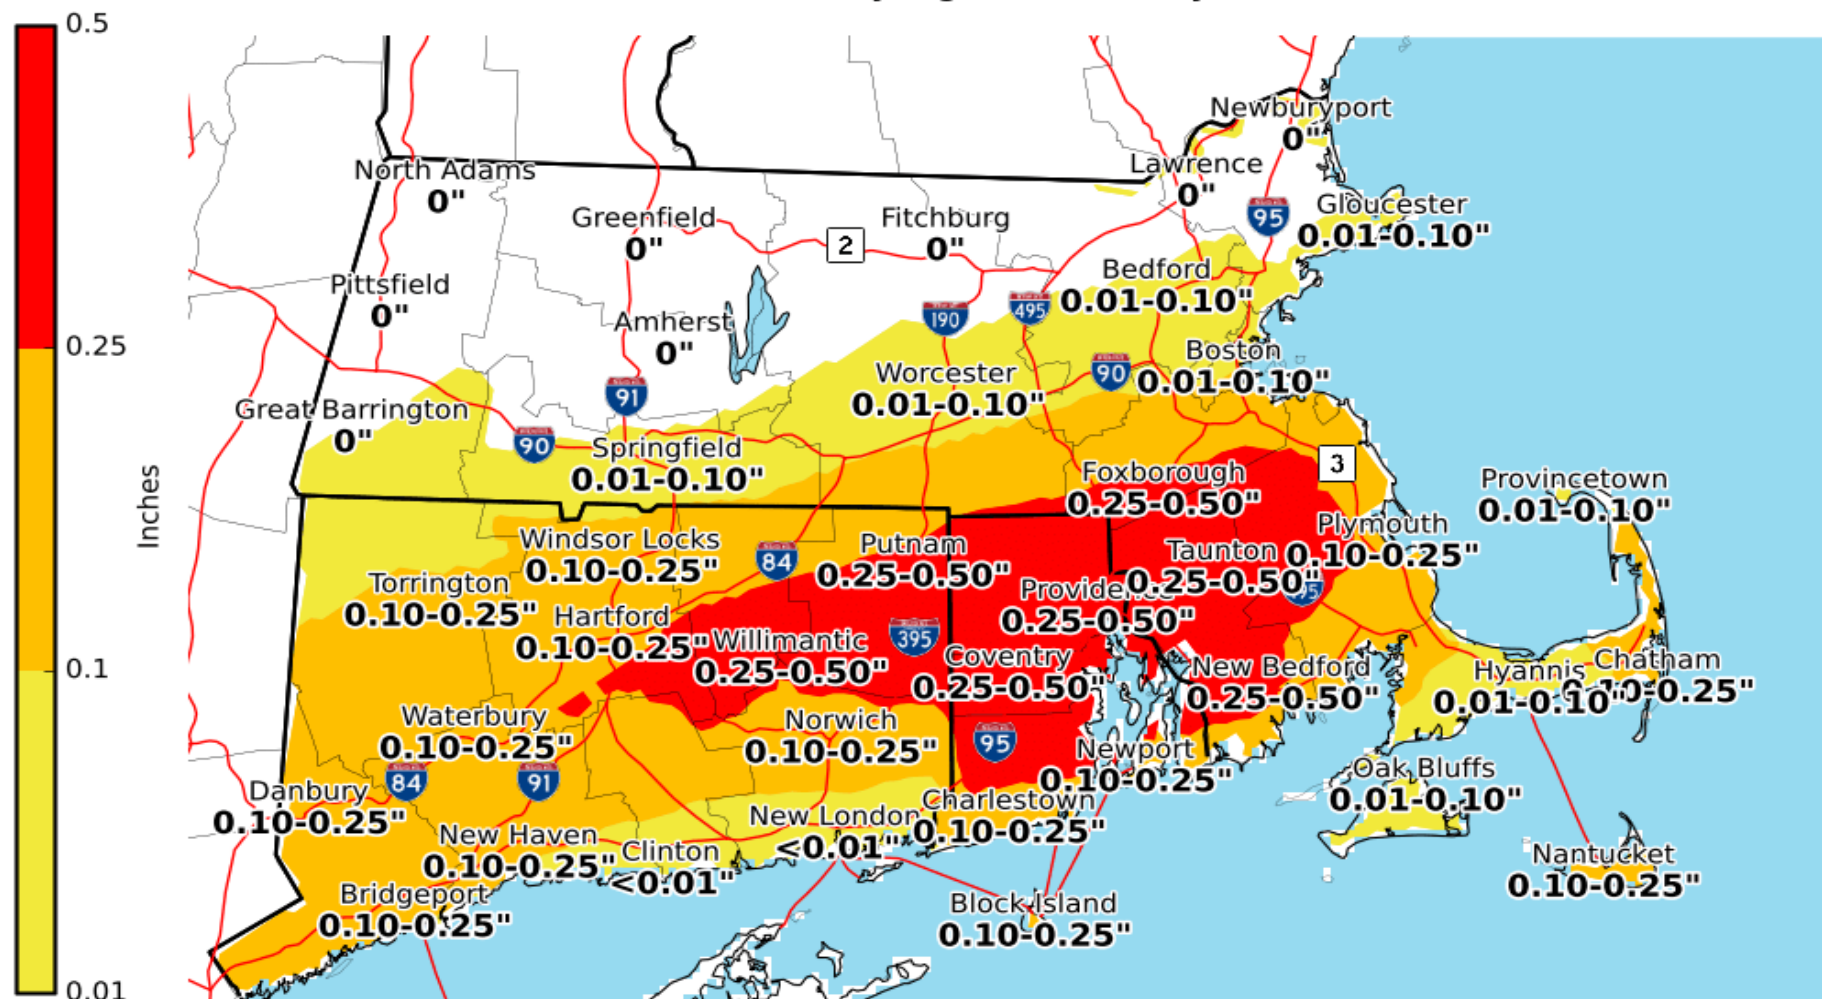 0.5
0.25
0.1
0.01
Inches
Newburyport
0"
Lawrence
0"
North Adams
0"
Greenfield
0"
Fitchburg
0"
2
95
Gloucester
0.01-0.10"
Pittsfield
0"
Bedford
0.01-0.10"
190
495
Amherst
0"
Boston
0.01-0.10"
Worcester
0.01-0.10"
90
91
Great Barrington
0"
90
Springfield
0.01-0.10"
3
Foxborough
0.25-0.50"
Provincetown
0.01-0.10"
Plymouth
0.10-0.25"
Windsor Locks
0.10-0.25"
84
Putnam
0.25-0.50"
Taunton
0.25-0.50"
Torrington
0.10-0.25"
Providence
0.25-0.50"
Hartford
0.10-0.25"
Willimantic
0.25-0.50"
395
Coventry
0.25-0.50"
New Bedford
0.25-0.50"
Hyannis
0.01-0.10"
Chatham
0.10-0.25"
Waterbury
0.10-0.25"
Norwich
0.10-0.25"
95
Newport
0.10-0.25"
84
91
Danbury
0.10-0.25"
Oak Bluffs
0.01-0.10"
Charlestown
0.10-0.25"
New London
<0.01"
New Haven
0.10-0.25"
Clinton
<0.01"
Nantucket
0.10-0.25"
Bridgeport
0.10-0.25"
Block Island
0.10-0.25"